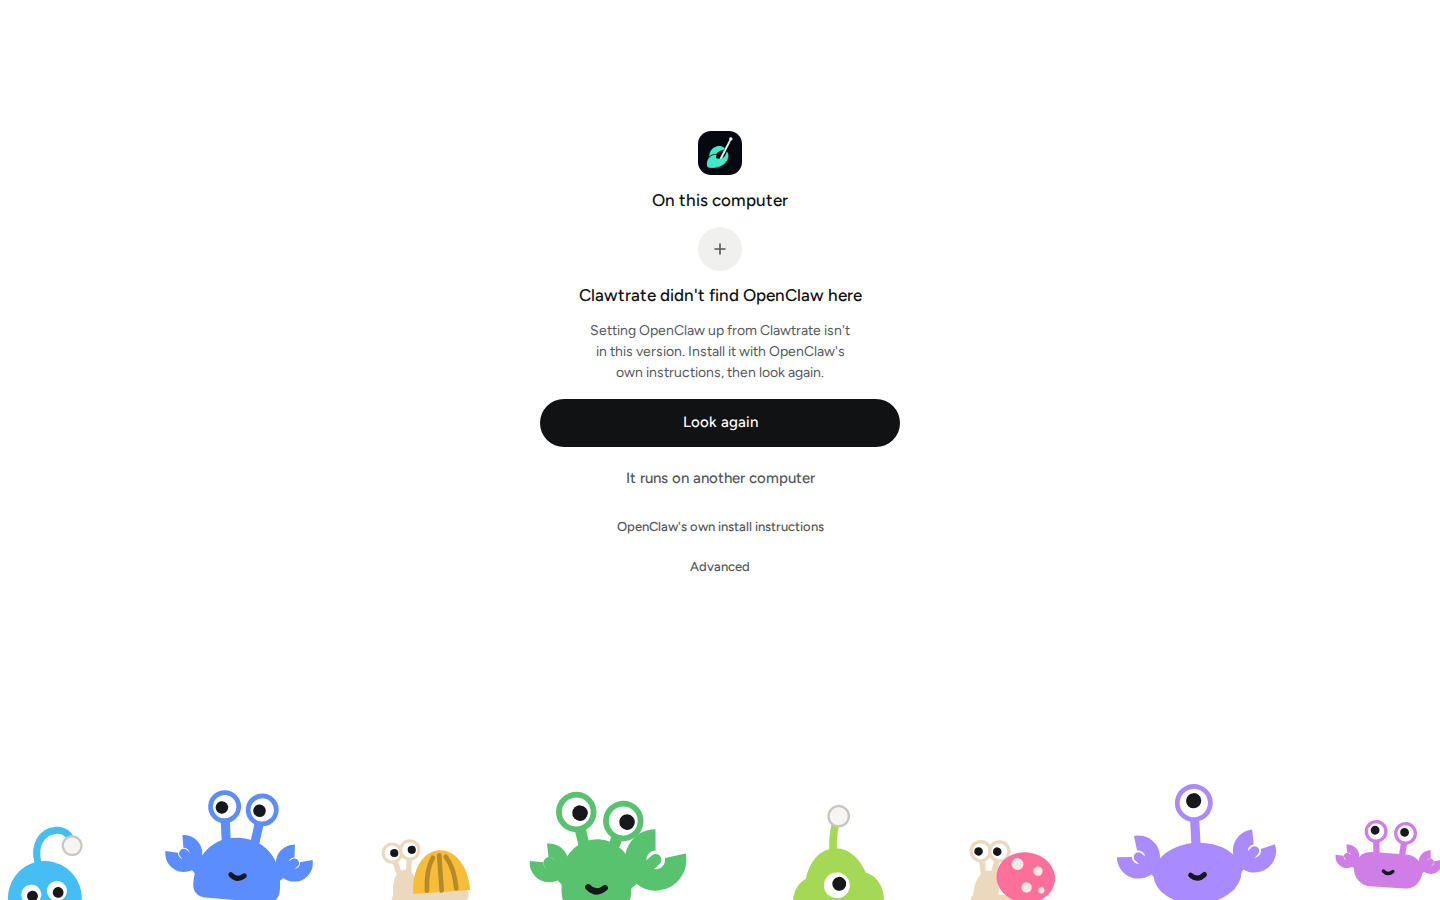 On this computer
Clawtrate didn't find OpenClaw here
Setting OpenClaw up from Clawtrate isn't
in this version. Install it with OpenClaw's
own instructions, then look again.
Look again
It runs on another computer
OpenClaw's own install instructions
Advanced